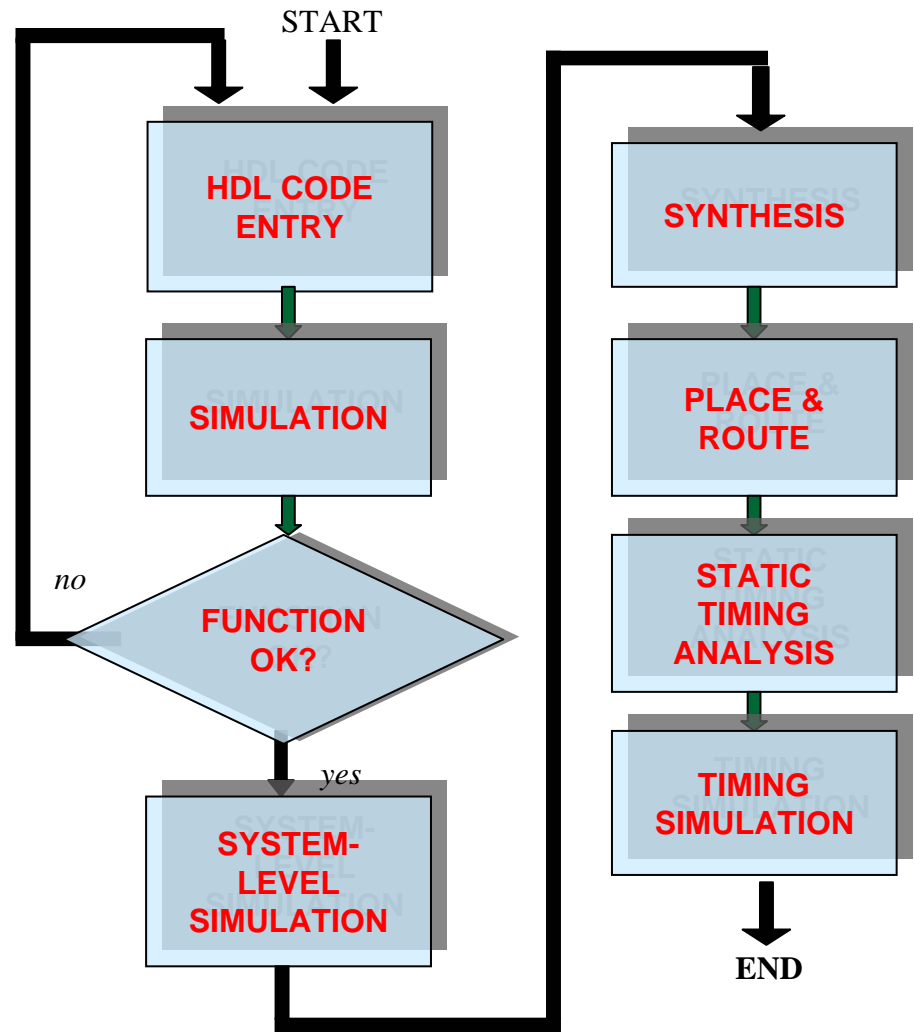 START
HDL CODE
ENTRY
SIMULATION
no
FUNCTION
OK?
yes
SYSTEM-
LEVEL
SIMULATION
SYNTHESIS
PLACE &
ROUTE
STATIC
TIMING
ANALYSIS
TIMING
SIMULATION
END